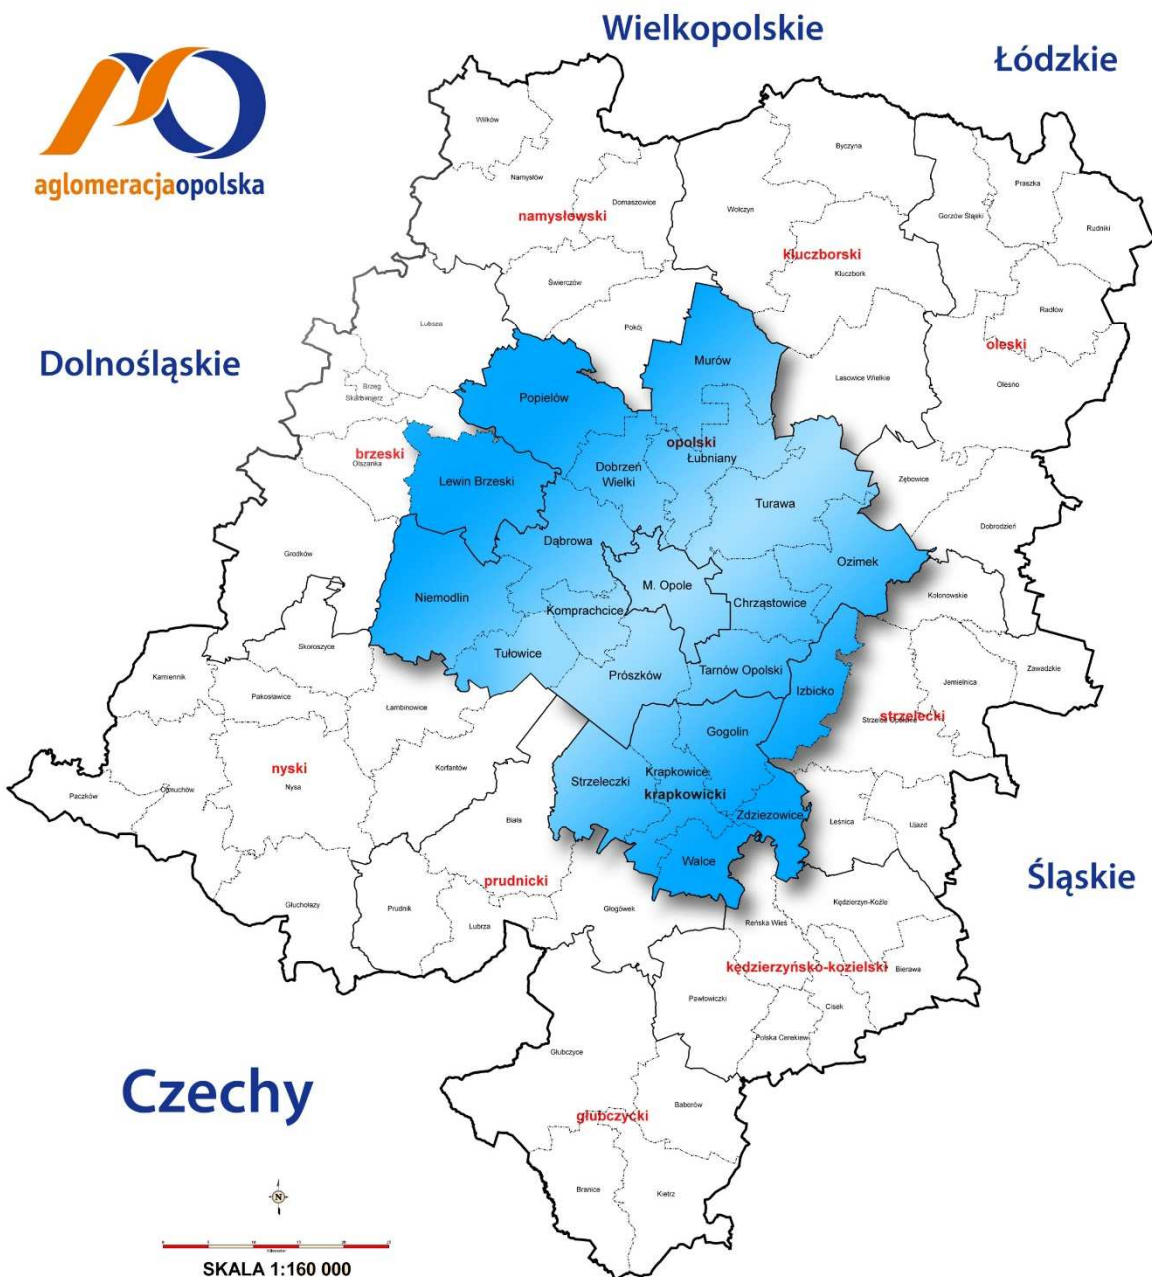 Wielkopolskie
Łódzkie
aglomeracjaopolska
Wilków
Byczyna
Namysłów
Praszka
Domaszowice
Wołczyn
Gorzów Śląski
namysłowski
Rudniki
kluczborski
Kluczbork
Świerczów
Radłów
Lubsza
Pokój
oleski
Dolnośląskie
Murów
Lasowice Wielkie
Olesno
Brzeg
Skarbimierz
Popielów
opolski
Łubniany
brzeski
Olszanka
Dobrzeń
Wielki
Lewin Brzeski
Zębowice
Turawa
Dobrodzień
Dąbrowa
Grodków
Ozimek
M. Opole
Niemodlin
Kolonowskie
Komprachcice
Chrząstowice
Skoroszyce
Tułowice
Zawadzkie
Kamiennik
Prószków
Tarnów Opolski
Jemielnica
Pakosławice
Izbicko
Łambinowice
strzelecki
Strzelce Opolskie
Gogolin
nyski
Nysa
Korfantów
Krapkowice
Strzeleczki
krapkowicki
Paczków
Otmuchów
Zdzieszowice
Biała
Leśnica
Ujazd
Walce
prudnicki
Śląskie
Głuchołazy
Prudnik
Głogówek
Kędzierzyn-Koźle
Lubrza
Reńska Wieś
kędzierzyńsko-kozielski
Bierawa
Pawłowiczki
Cisek
Polska Cerekiew
Głubczyce
Czechy
Baborów
głubczycki
Branice
Kietrz
N
SKALA 1:160 000